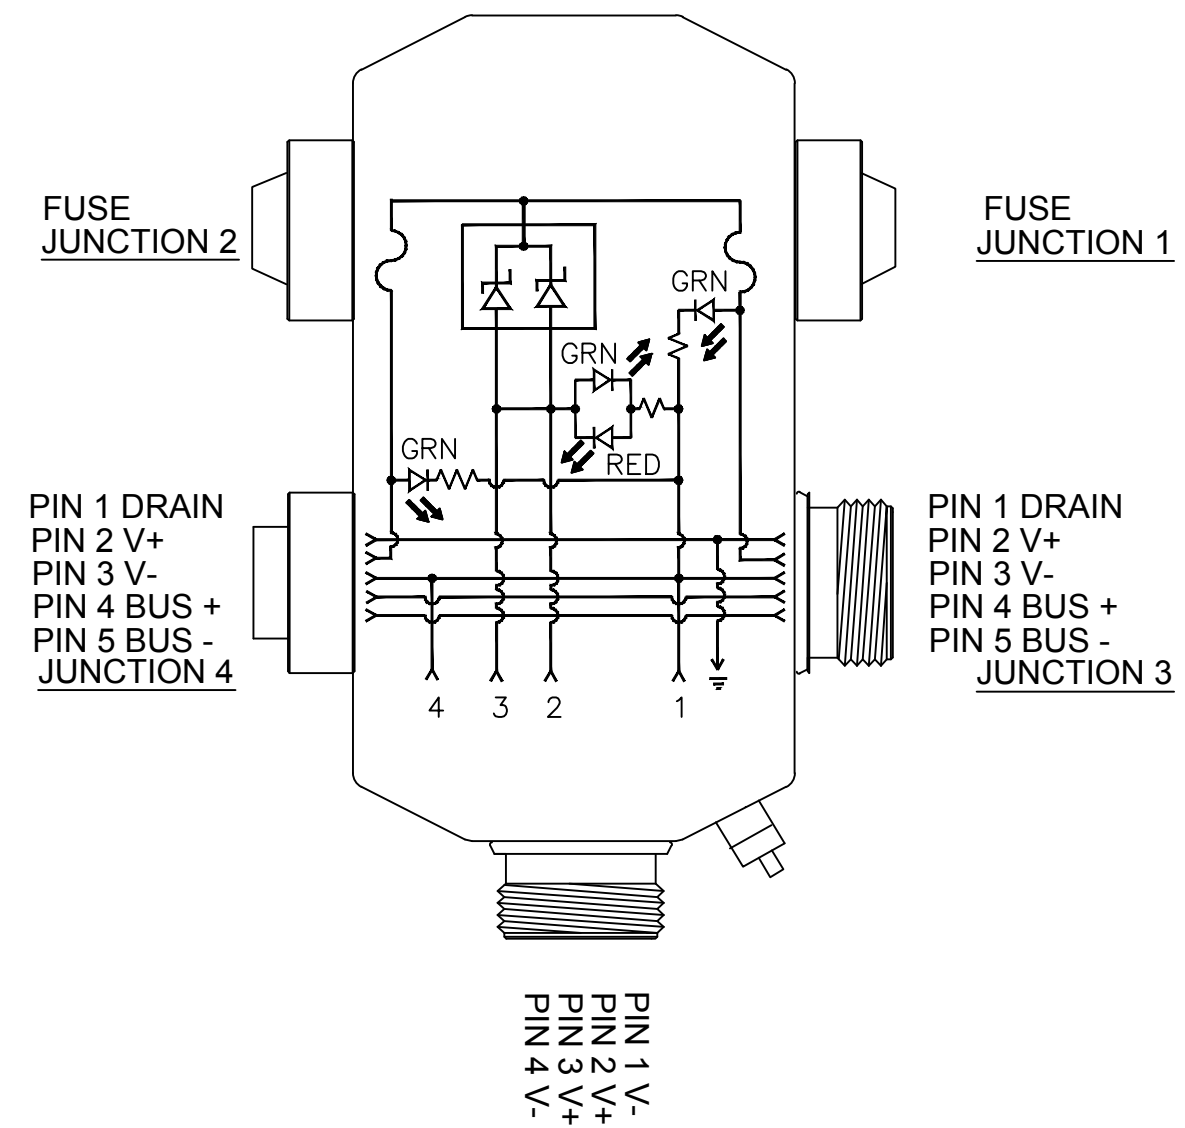 FUSE
JUNCTION 2
FUSE
JUNCTION 1
GRN
GRN
GRN
RED
PIN 1 DRAIN
PIN 2 V+
PIN 3 V-
PIN 4 BUS +
PIN 5 BUS -
JUNCTION 4
PIN 1 DRAIN
PIN 2 V+
PIN 3 V-
PIN 4 BUS +
PIN 5 BUS -
JUNCTION 3
4 3 2 1
PIN 1 V-
PIN 2 V+
PIN 3 V+
PIN 4 V-